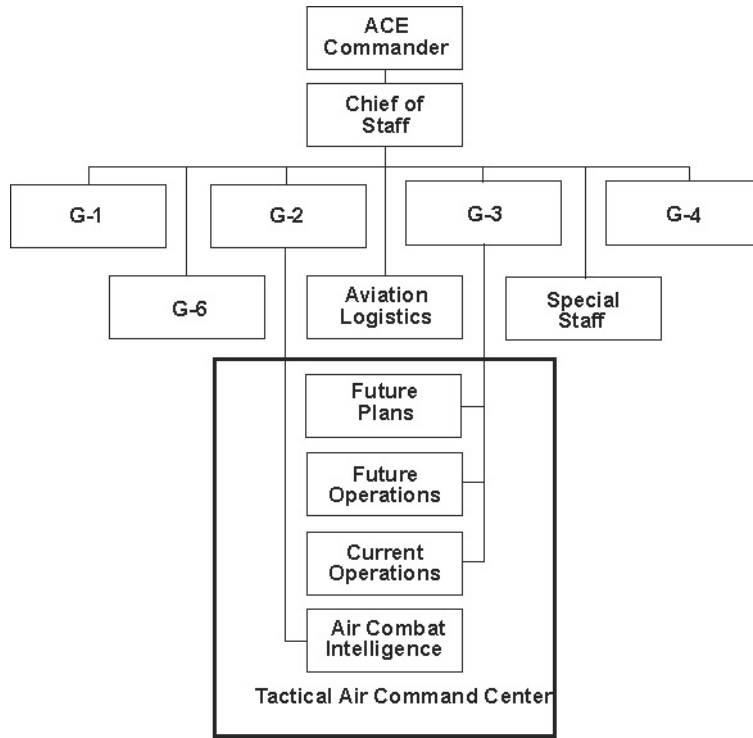 ACE
Commander
Chief of
Staff
G-1
G-2
G-3
G-4
G-6
Aviation
Logistics
Special
Staff
Future
Plans
Future
Operations
Current
Operations
Air Combat
Intelligence
Tactical Air Command Center